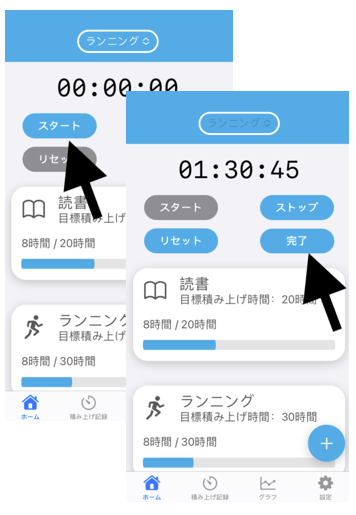 ランニング
00:00:00
スタート
リセッ
読書
目標積み上げ
8時間 / 20時間
ランニング
目標積み上げ
8時間 / 30時間
ホーム
積み上げ記録
ランニング
01:30:45
スタート
ストップ
リセット
完了
読書
目標積み上げ時間: 20時間
8時間 / 20時間
ランニング
目標積み上げ時間: 30時間
8時間 / 30時間
+
ホーム
積み上げ記録
グラフ
設定